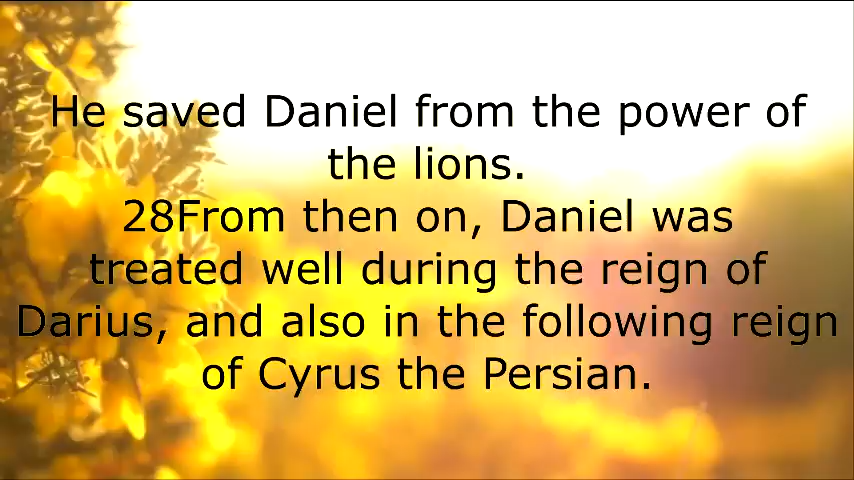 He saved Daniel from the power of
the lions.
28From then on, Daniel was
treated well during the reign of
Darius, and also in the following reign
of Cyrus the Persian.